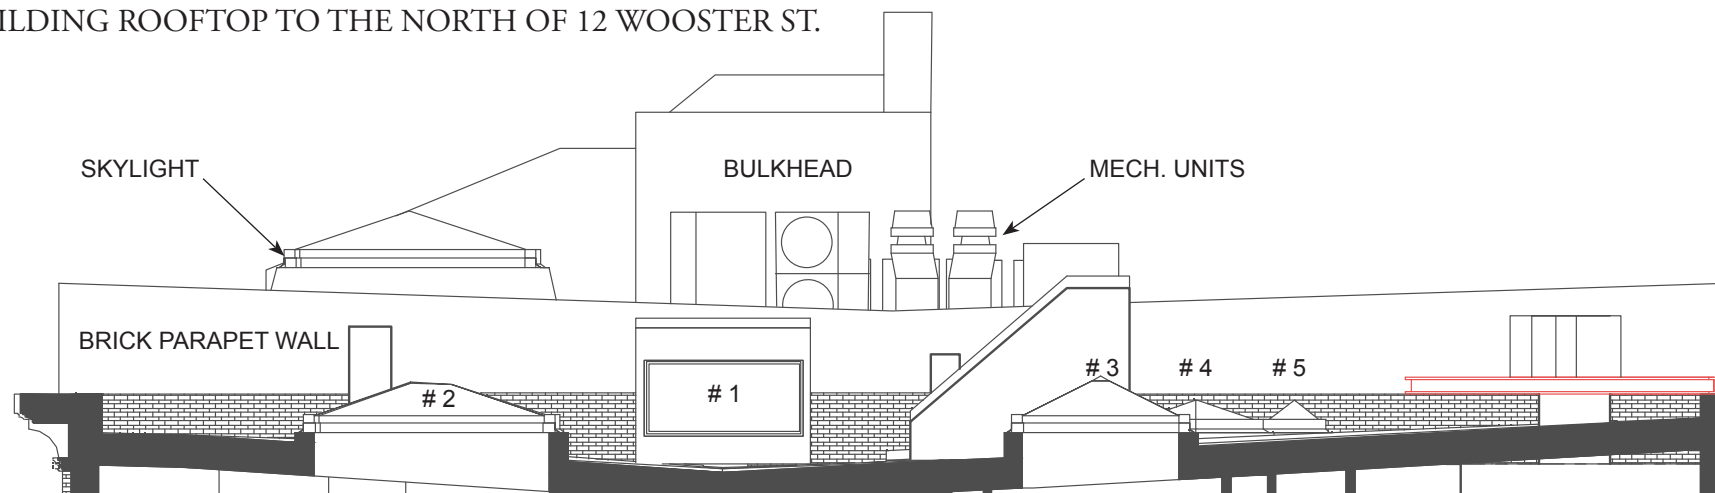 ILDING ROOFTOP TO THE NORTH OF 12 WOOSTER ST.
SKYLIGHT
BULKHEAD
MECH. UNITS
BRICK PARAPET WALL
# 2
# 1
# 3
# 4
# 5